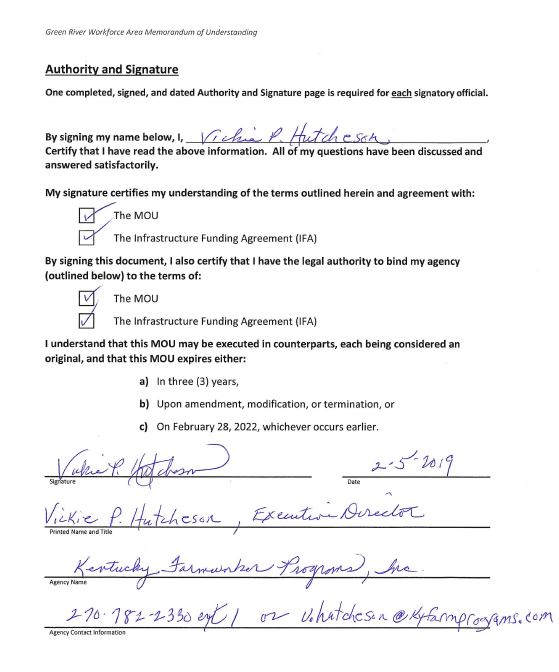 Green River Workforce Area Memorandum of Understanding
Authority and Signature
One completed, signed, and dated Authority and Signature page is required for each signatory official.
By signing my name below, I, Vickie P. Hutcheson,
Certify that I have read the above information. All of my questions have been discussed and
answered satisfactorily.
My signature certifies my understanding of the terms outlined herein and agreement with:
The MOU
The Infrastructure Funding Agreement (IFA)
By signing this document, I also certify that I have the legal authority to bind my agency
(outlined below) to the terms of:
The MOU
The Infrastructure Funding Agreement (IFA)
I understand that this MOU may be executed in counterparts, each being considered an
original, and that this MOU expires either:
a) In three (3) years,
b) Upon amendment, modification, or termination, or
c) On February 28, 2022, whichever occurs earlier.
Vickie P. Hutcheson 2-5-2019
Signature Date
Vickie P. Hutcheson, Executive Director
Printed Name and Title
Kentucky Farmworker Programs, Inc.
Agency Name
270-782-2330 ext 1 or v.hutcheson@kyfarmprograms.com
Agency Contact Information